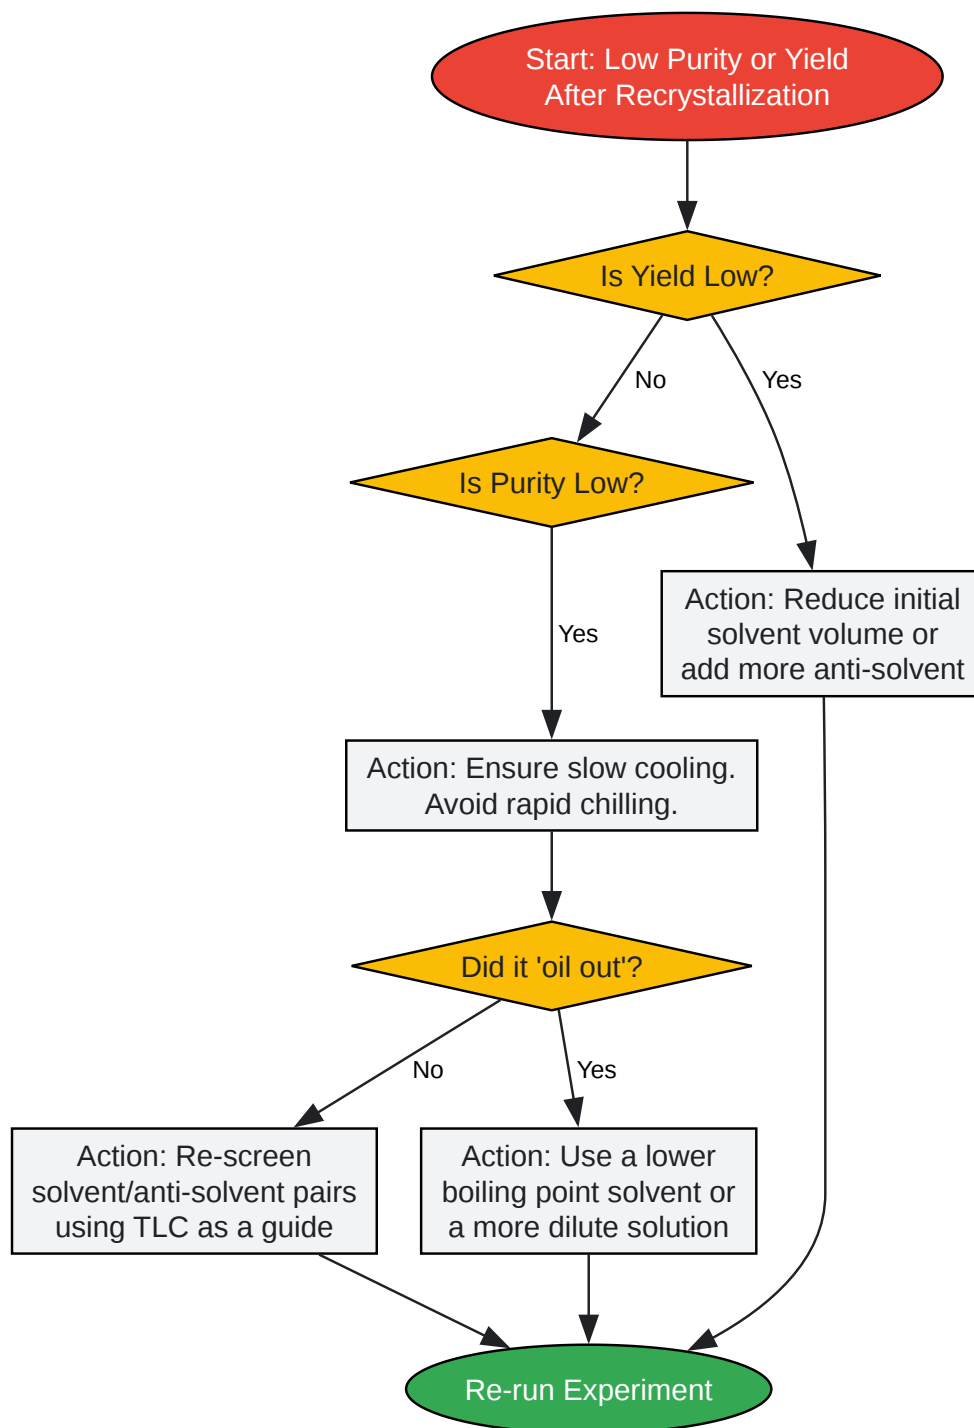 Start: Low Purity or Yield
After Recrystallization
Is Yield Low?
No
Yes
Is Purity Low?
Action: Reduce initial
solvent volume or
add more anti-solvent
Yes
Action: Ensure slow cooling.
Avoid rapid chilling.
Did it 'oil out'?
No
Yes
Action: Re-screen
solvent/anti-solvent pairs
using TLC as a guide
Action: Use a lower
boiling point solvent or
a more dilute solution
Re-run Experiment